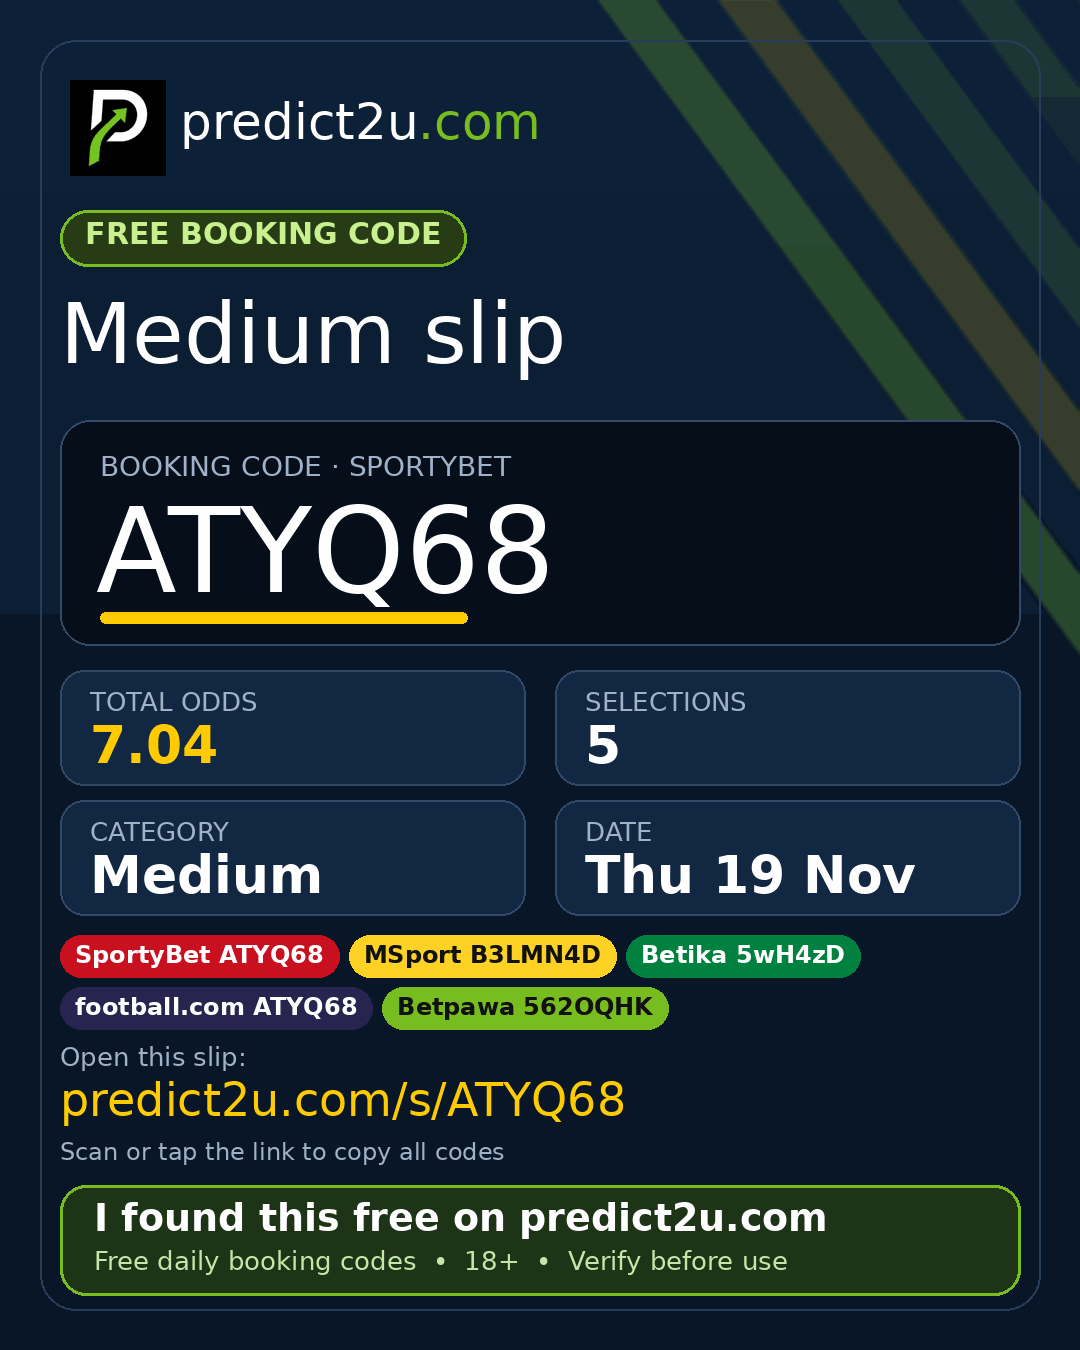 predict2u.com
FREE BOOKING CODE
Medium slip
BOOKING CODE · SPORTYBET
ATYQ68
TOTAL ODDS
7.04
SELECTIONS
5
CATEGORY
Medium
DATE
Thu 19 Nov
SportyBet ATYQ68
MSport B3LMN4D
Betika 5wH4zD
football.com ATYQ68
Betpawa 562OQHK
Open this slip:
predict2u.com/s/ATYQ68
Scan or tap the link to copy all codes
I found this free on predict2u.com
Free daily booking codes • 18+ • Verify before use